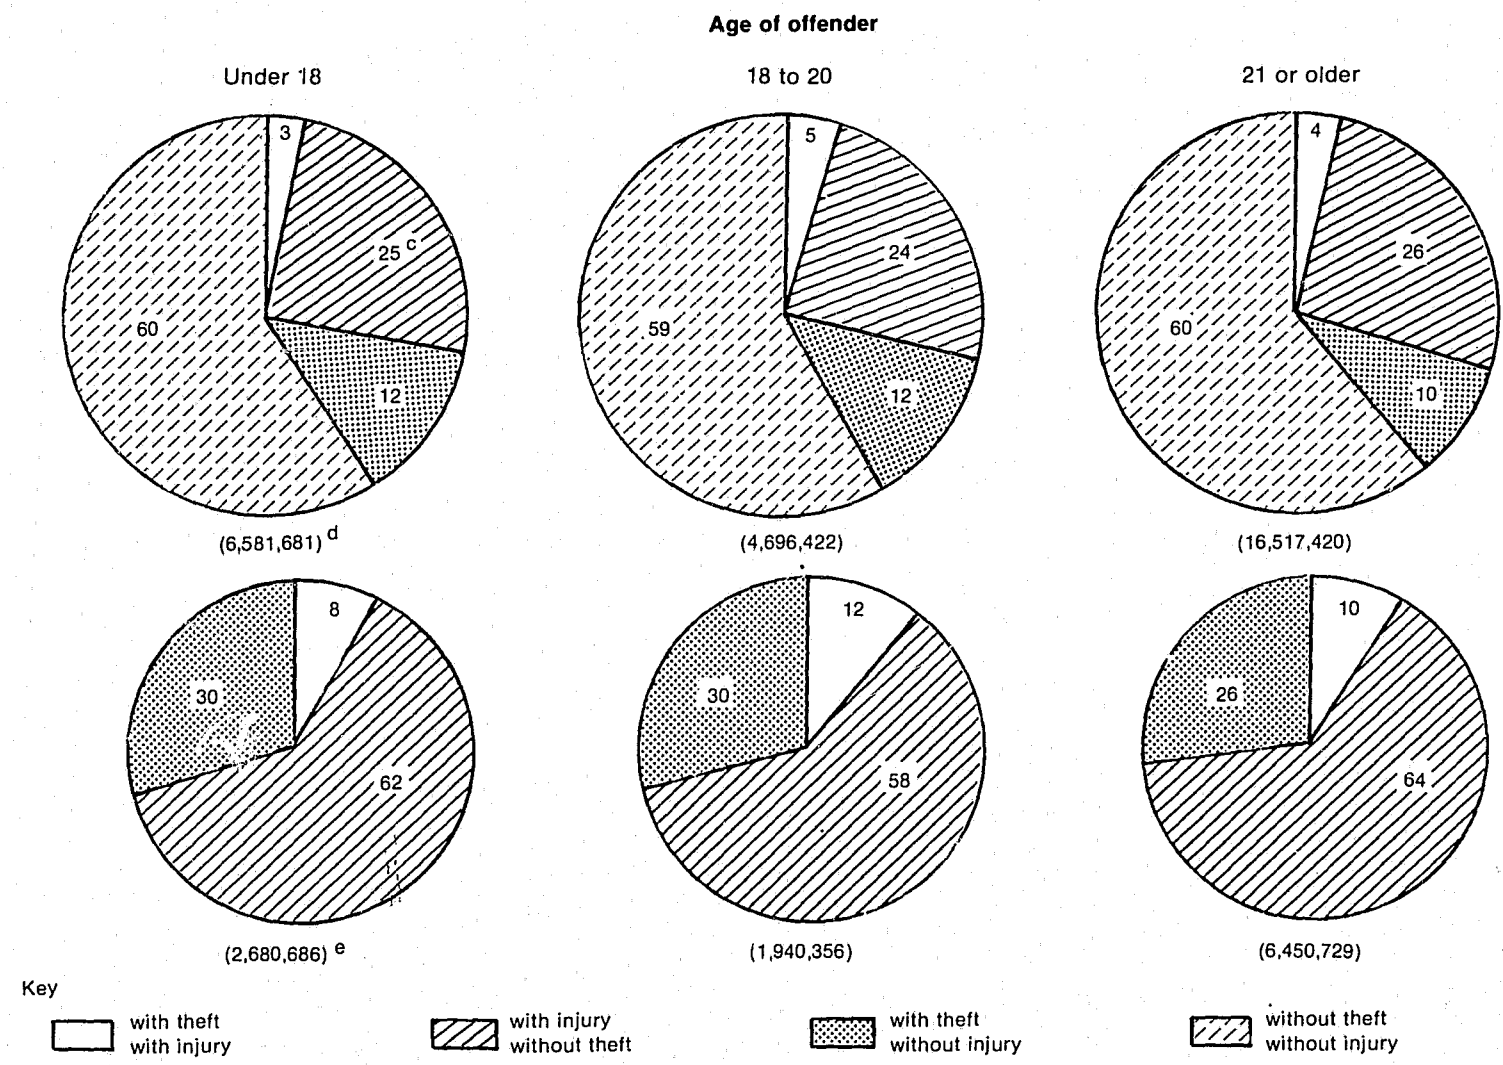 Age of offender
Under 18
18 to 20
21 or older
3
5
4
25 c
24
26
60
59
60
12
12
10
(6,581,681) d
(4,696,422)
(16,517,420)
8
12
10
30
30
26
62
58
64
(2,680,686) e
(1,940,356)
(6,450,729)
Key
with theft
with injury
with injury
without theft
with theft
without injury
without theft
without injury